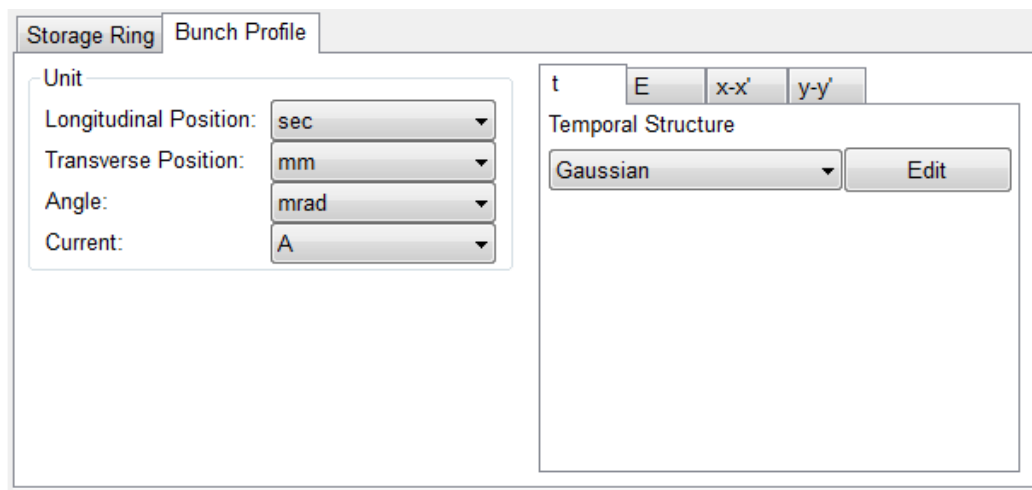 Storage Ring Bunch Profile
Unit
Longitudinal Position: sec
Transverse Position: mm
Angle: mrad
Current: A
t E x-x' y-y'
Temporal Structure
Gaussian Edit